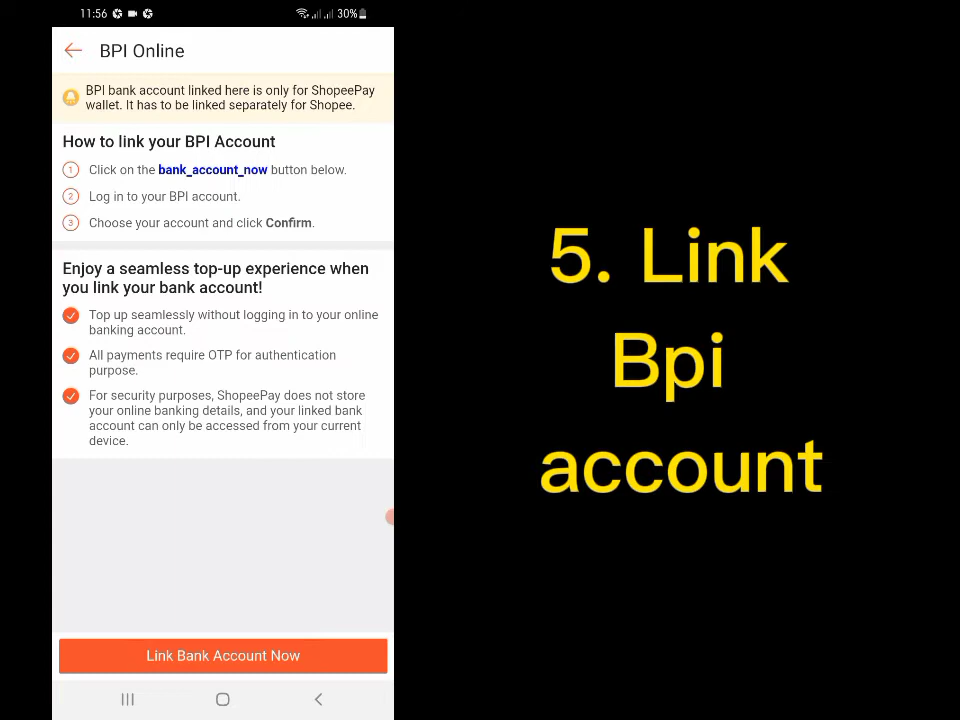 11:56
30%
BPI Online
BPI bank account linked here is only for ShopeePay
wallet. It has to be linked separately for Shopee.
How to link your BPI Account
1 Click on the bank_account_now button below.
2 Log in to your BPI account.
3 Choose your account and click Confirm.
Enjoy a seamless top-up experience when
you link your bank account!
Top up seamlessly without logging in to your online
banking account.
All payments require OTP for authentication
purpose.
For security purposes, ShopeePay does not store
your online banking details, and your linked bank
account can only be accessed from your current
device.
Link Bank Account Now
5. Link
Bpi
account